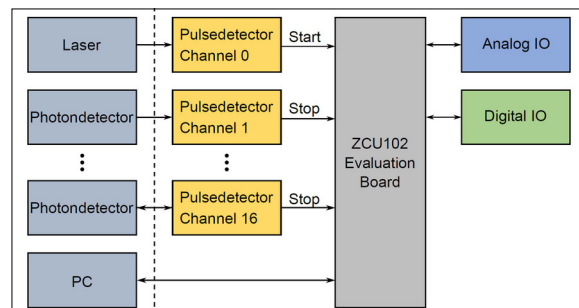 Laser
Pulsedetector
Channel 0
Start
Analog IO
Photondetector
Pulsedetector
Channel 1
Stop
Digital IO
ZCU102
Evaluation
Board
Photondetector
Pulsedetector
Channel 16
Stop
PC